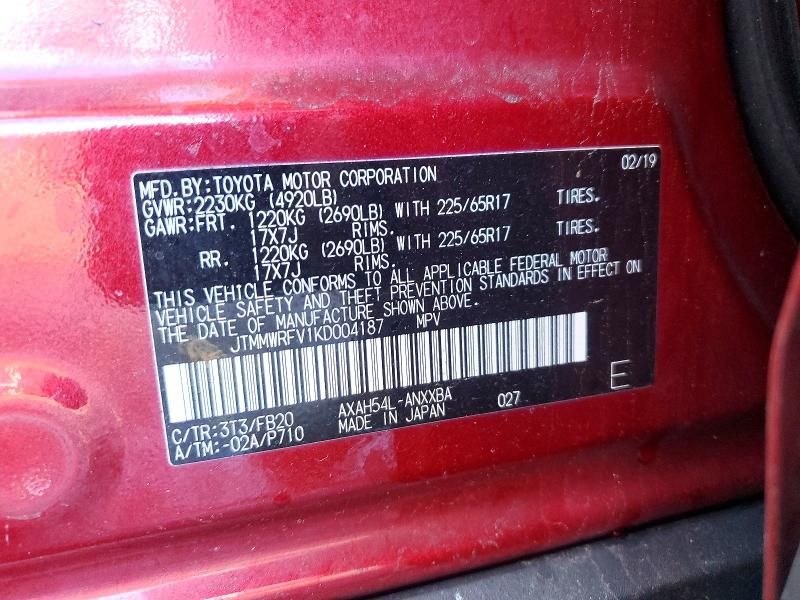 02/19
MFD.BY:TOYOTA MOTOR CORPORATION
GVWR:2230KG (4920LB)
GAWR:FRT. 1220KG (2690LB) WITH 225/65R17 TIRES.
17X7J RIMS.
RR. 1220KG (2690LB) WITH 225/65R17 TIRES.
17X7J RIMS.
THIS VEHICLE CONFORMS TO ALL APPLICABLE FEDERAL MOTOR
VEHICLE SAFETY AND THEFT PREVENTION STANDARDS IN EFFECT ON
THE DATE OF MANUFACTURE SHOWN ABOVE.
JTMMWRFV1KD004187 MPV
C/TR:3T3/FB20 AXAH54L-ANXXBA 027 E
A/TM:-02A/P710 MADE IN JAPAN